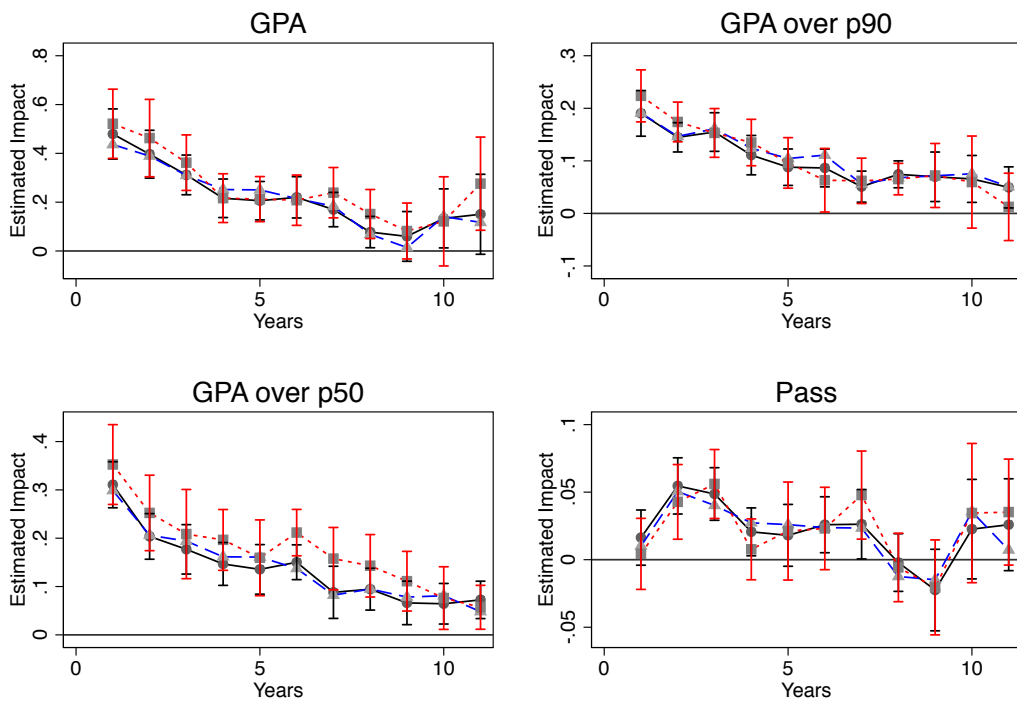 GPA
Estimated Impact
.8
.6
.4
.2
0
0 5 10
Years
GPA over p90
Estimated Impact
.3
.2
.1
0
-.1
0 5 10
Years
GPA over p50
Estimated Impact
.4
.3
.2
.1
0
0 5 10
Years
Pass
Estimated Impact
.1
.05
0
-.05
0 5 10
Years